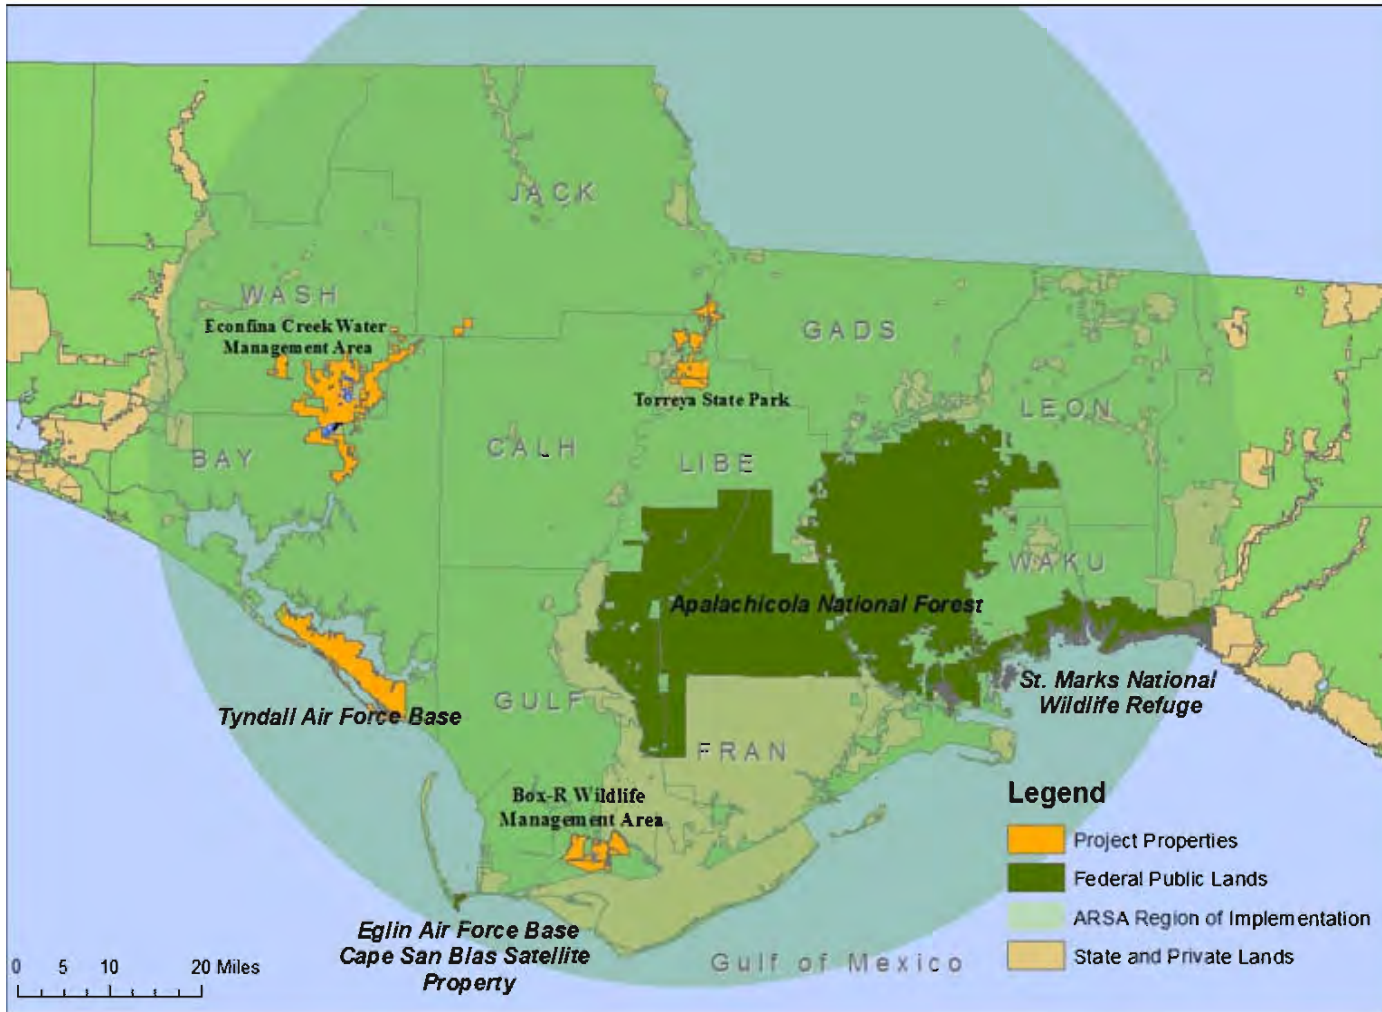 JACK
WASH
Econfina Creek Water
Management Area
GADS
Torreya State Park
LEON
BAY
CALH
LIBE
WAKU
Apalachicola National Forest
St. Marks National
Wildlife Refuge
Tyndall Air Force Base
GULF
FRAN
Box-R Wildlife
Management Area
Legend
Project Properties
Federal Public Lands
ARSA Region of Implementation
State and Private Lands
Eglin Air Force Base
Cape San Blas Satellite
Property
Gulf of Mexico
0 5 10 20 Miles